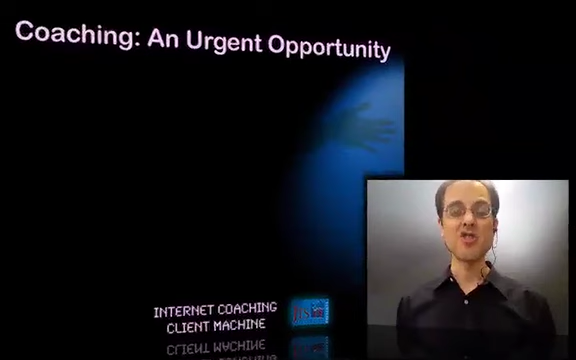 Coaching: An Urgent Opportunity
INTERNET COACHING
CLIENT MACHINE